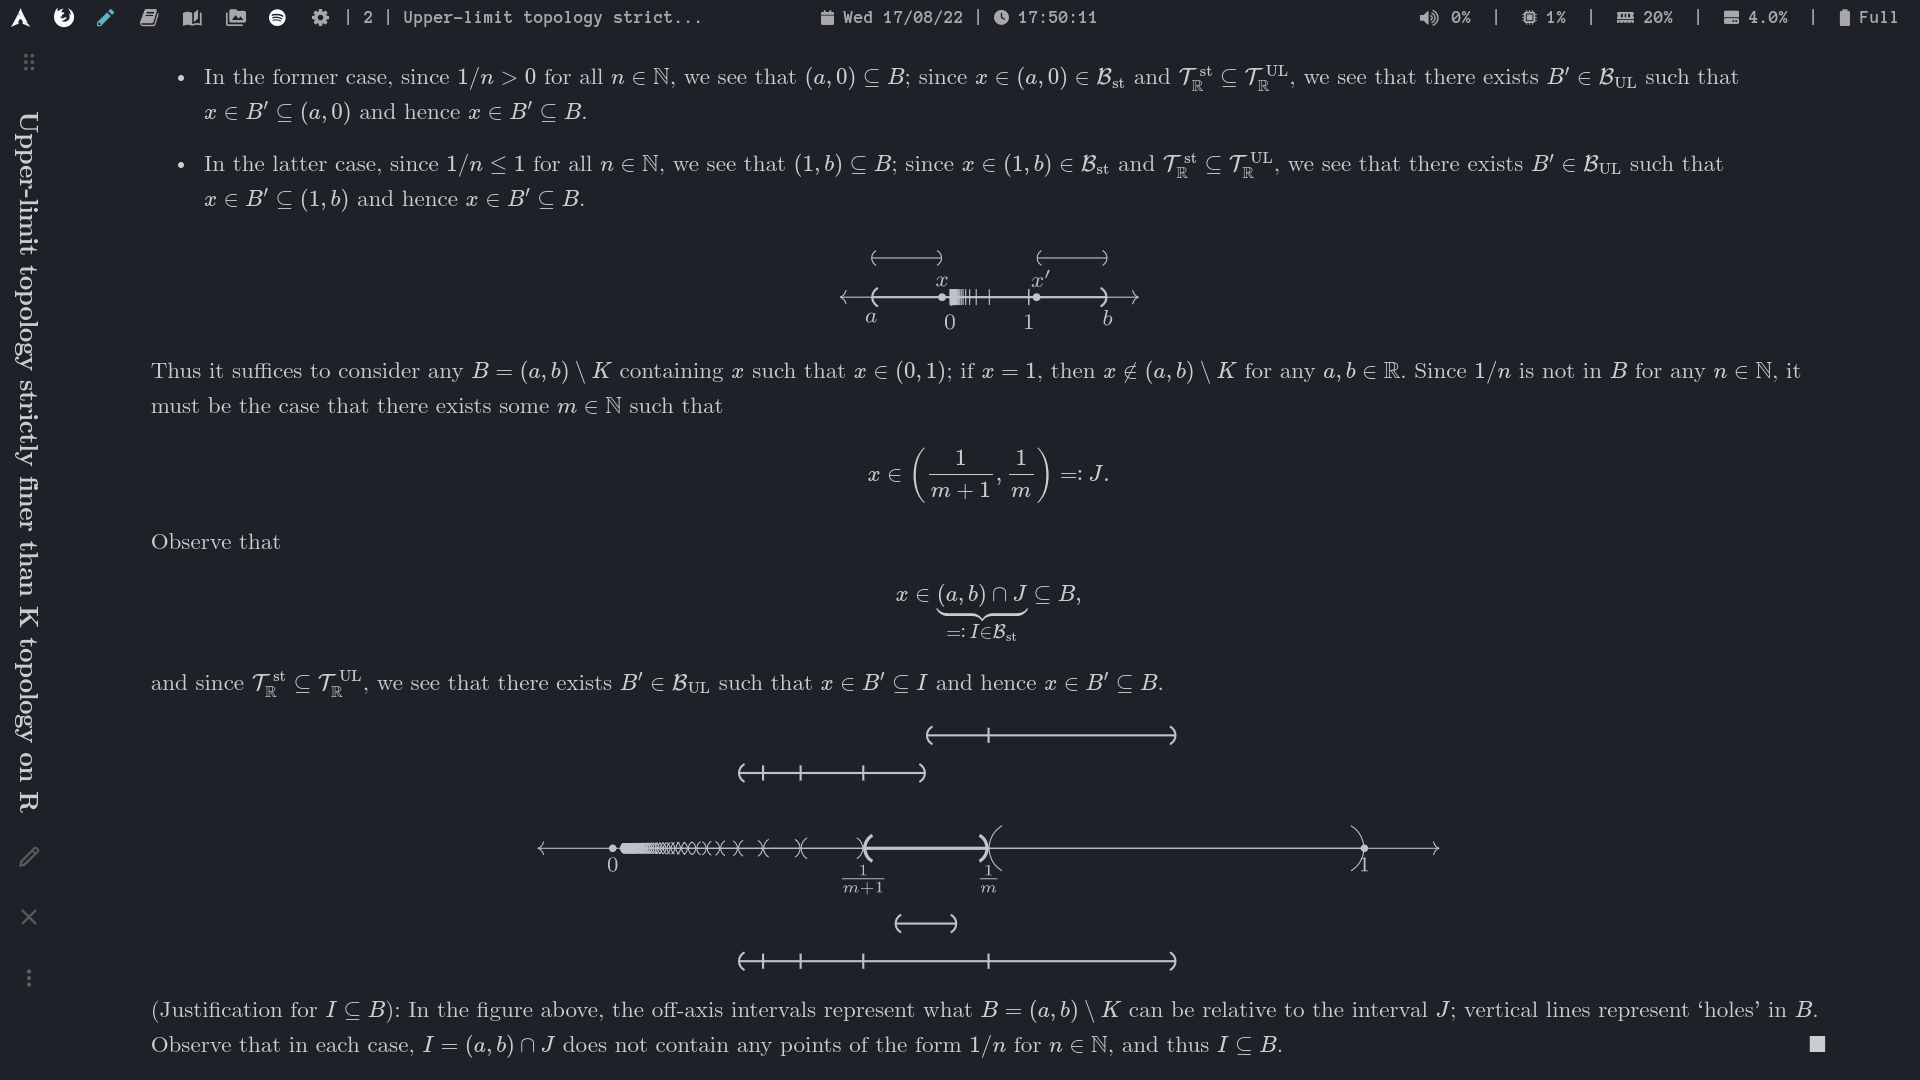 | 2 | Upper-limit topology strict... Wed 17/08/22 | 17:50:11 0% | 1% | 20% | 4.0% | Full
Upper-limit topology strictly finer than K topology on R
• In the former case, since 1/n > 0 for all n ∈ ℕ, we see that (a, 0) ⊆ B; since x ∈ (a, 0) ∈ 𝓑_st and 𝓣_ℝ^st ⊆ 𝓣_ℝ^UL, we see that there exists B′ ∈ 𝓑_UL such that
x ∈ B′ ⊆ (a, 0) and hence x ∈ B′ ⊆ B.
• In the latter case, since 1/n ≤ 1 for all n ∈ ℕ, we see that (1, b) ⊆ B; since x ∈ (1, b) ∈ 𝓑_st and 𝓣_ℝ^st ⊆ 𝓣_ℝ^UL, we see that there exists B′ ∈ 𝓑_UL such that
x ∈ B′ ⊆ (1, b) and hence x ∈ B′ ⊆ B.
x x′
a 0 1 b
Thus it suffices to consider any B = (a, b) \ K containing x such that x ∈ (0, 1); if x = 1, then x ∉ (a, b) \ K for any a, b ∈ ℝ. Since 1/n is not in B for any n ∈ ℕ, it
must be the case that there exists some m ∈ ℕ such that
x ∈ (1/(m + 1), 1/m) =: J.
Observe that
x ∈ (a, b) ∩ J ⊆ B,
=: I∈𝓑_st
and since 𝓣_ℝ^st ⊆ 𝓣_ℝ^UL, we see that there exists B′ ∈ 𝓑_UL such that x ∈ B′ ⊆ I and hence x ∈ B′ ⊆ B.
0 1/(m+1) 1/m 1
(Justification for I ⊆ B): In the figure above, the off-axis intervals represent what B = (a, b) \ K can be relative to the interval J; vertical lines represent ‘holes’ in B.
Observe that in each case, I = (a, b) ∩ J does not contain any points of the form 1/n for n ∈ ℕ, and thus I ⊆ B. ■